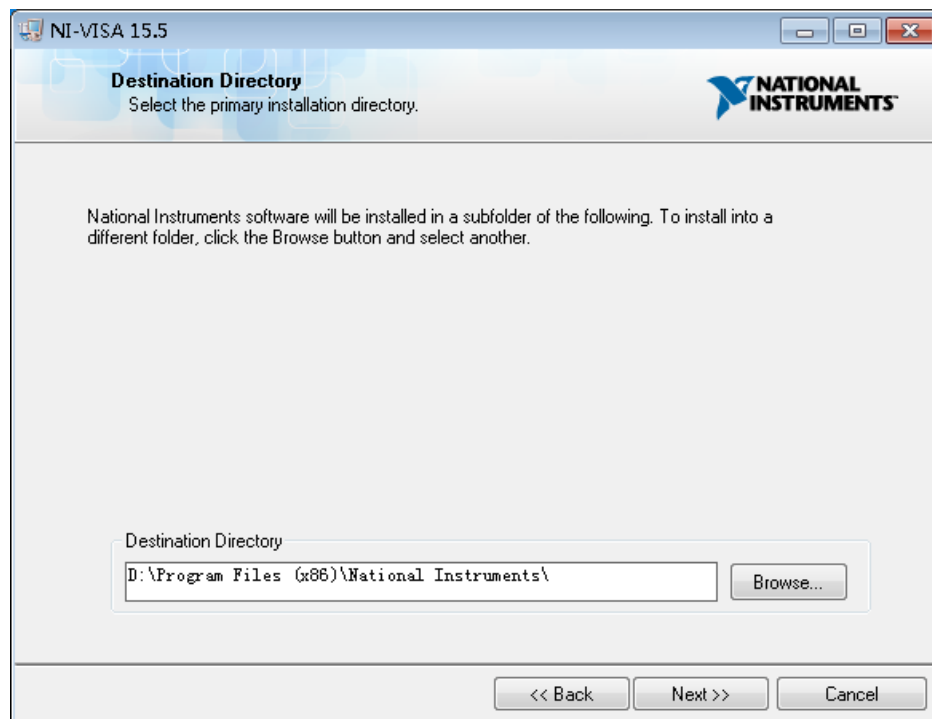 NI-VISA 15.5
Destination Directory
Select the primary installation directory.
NATIONAL
INSTRUMENTS™
National Instruments software will be installed in a subfolder of the following. To install into a
different folder, click the Browse button and select another.
Destination Directory
D:\Program Files (x86)\National Instruments\
Browse...
<< Back
Next >>
Cancel